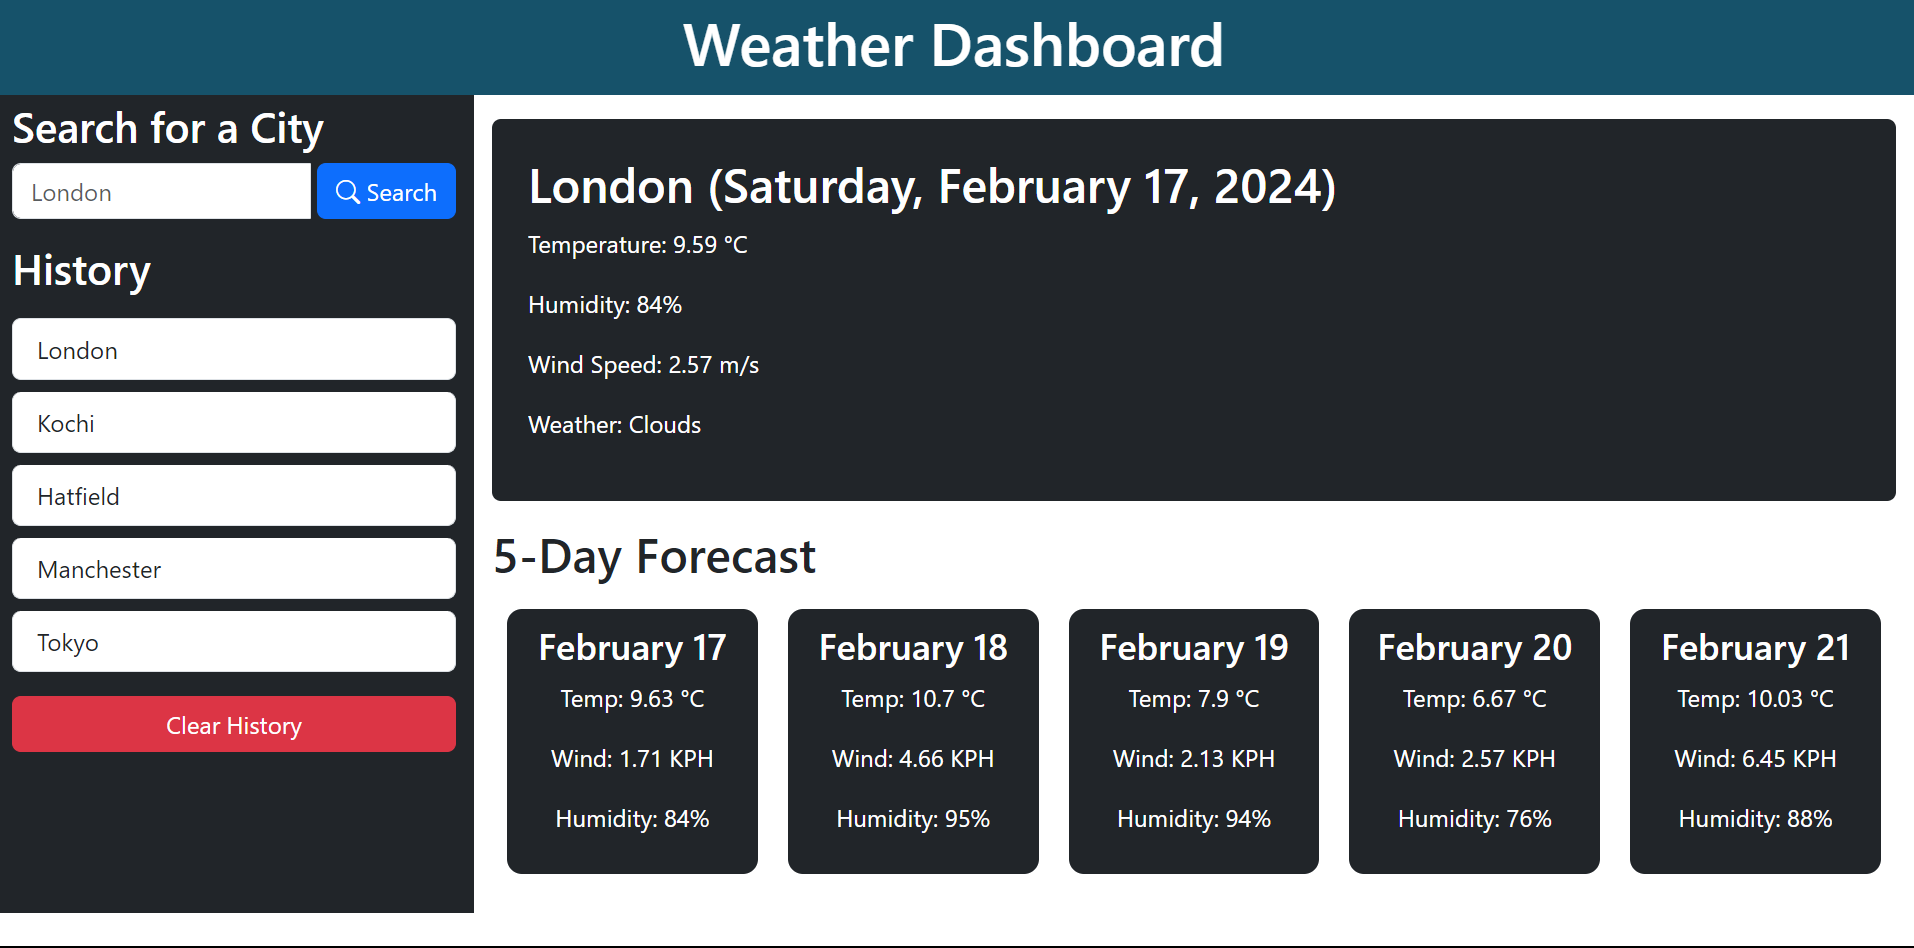 Weather Dashboard
Search for a City
London
Search
History
London
Kochi
Hatfield
Manchester
Tokyo
Clear History
London (Saturday, February 17, 2024)
Temperature: 9.59 °C
Humidity: 84%
Wind Speed: 2.57 m/s
Weather: Clouds
5-Day Forecast
February 17
Temp: 9.63 °C
Wind: 1.71 KPH
Humidity: 84%
February 18
Temp: 10.7 °C
Wind: 4.66 KPH
Humidity: 95%
February 19
Temp: 7.9 °C
Wind: 2.13 KPH
Humidity: 94%
February 20
Temp: 6.67 °C
Wind: 2.57 KPH
Humidity: 76%
February 21
Temp: 10.03 °C
Wind: 6.45 KPH
Humidity: 88%